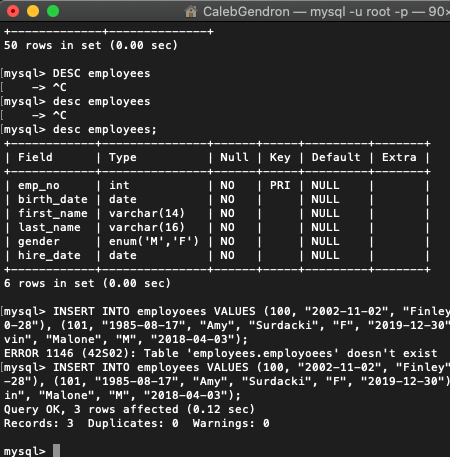 CalebGendron — mysql -u root -p — 90×
+-------------+---------------+
50 rows in set (0.00 sec)
[mysql> DESC employees
[    -> ^C
[mysql> desc employees
[    -> ^C
[mysql> desc employees;
+------------+---------------+------+-----+---------+-------+
| Field      | Type          | Null | Key | Default | Extra |
+------------+---------------+------+-----+---------+-------+
| emp_no     | int           | NO   | PRI | NULL    |       |
| birth_date | date          | NO   |     | NULL    |       |
| first_name | varchar(14)   | NO   |     | NULL    |       |
| last_name  | varchar(16)   | NO   |     | NULL    |       |
| gender     | enum('M','F') | NO   |     | NULL    |       |
| hire_date  | date          | NO   |     | NULL    |       |
+------------+---------------+------+-----+---------+-------+
6 rows in set (0.00 sec)
[mysql> INSERT INTO employoees VALUES (100, "2002-11-02", "Finley
0-28"), (101, "1985-08-17", "Amy", "Surdacki", "F", "2019-12-30"
vin", "Malone", "M", "2018-04-03");
ERROR 1146 (42S02): Table 'employees.employoees' doesn't exist
[mysql> INSERT INTO employees VALUES (100, "2002-11-02", "Finley"
-28"), (101, "1985-08-17", "Amy", "Surdacki", "F", "2019-12-30")
in", "Malone", "M", "2018-04-03");
Query OK, 3 rows affected (0.12 sec)
Records: 3  Duplicates: 0  Warnings: 0
mysql>